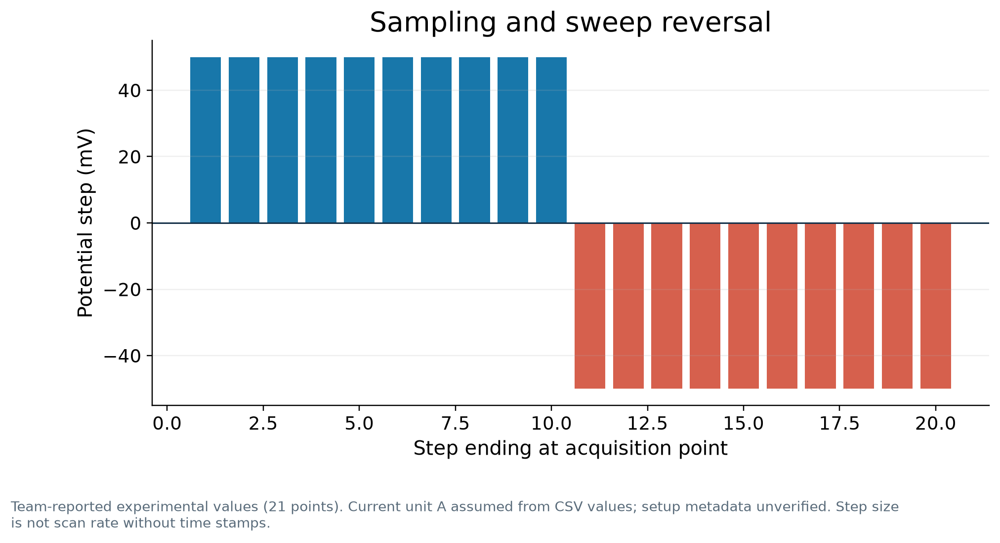 Sampling and sweep reversal
Potential step (mV)
40
20
0
−20
−40
0.0 2.5 5.0 7.5 10.0 12.5 15.0 17.5 20.0
Step ending at acquisition point
Team-reported experimental values (21 points). Current unit A assumed from CSV values; setup metadata unverified. Step size
is not scan rate without time stamps.